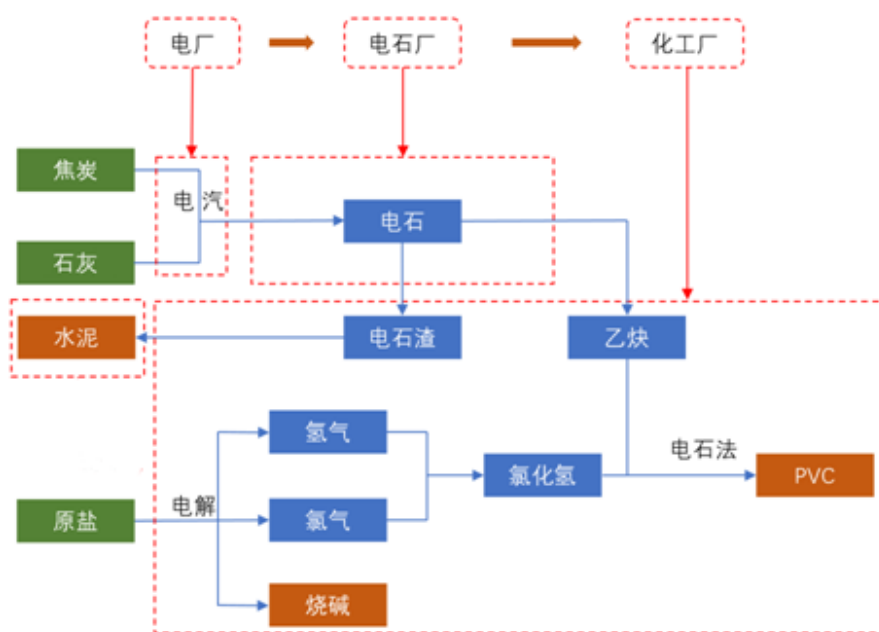 电厂
电石厂
化工厂
焦炭
电 汽
电石
石灰
水泥
电石渣
乙炔
氢气
电石法
氯化氢
PVC
原盐
电解
氯气
烧碱